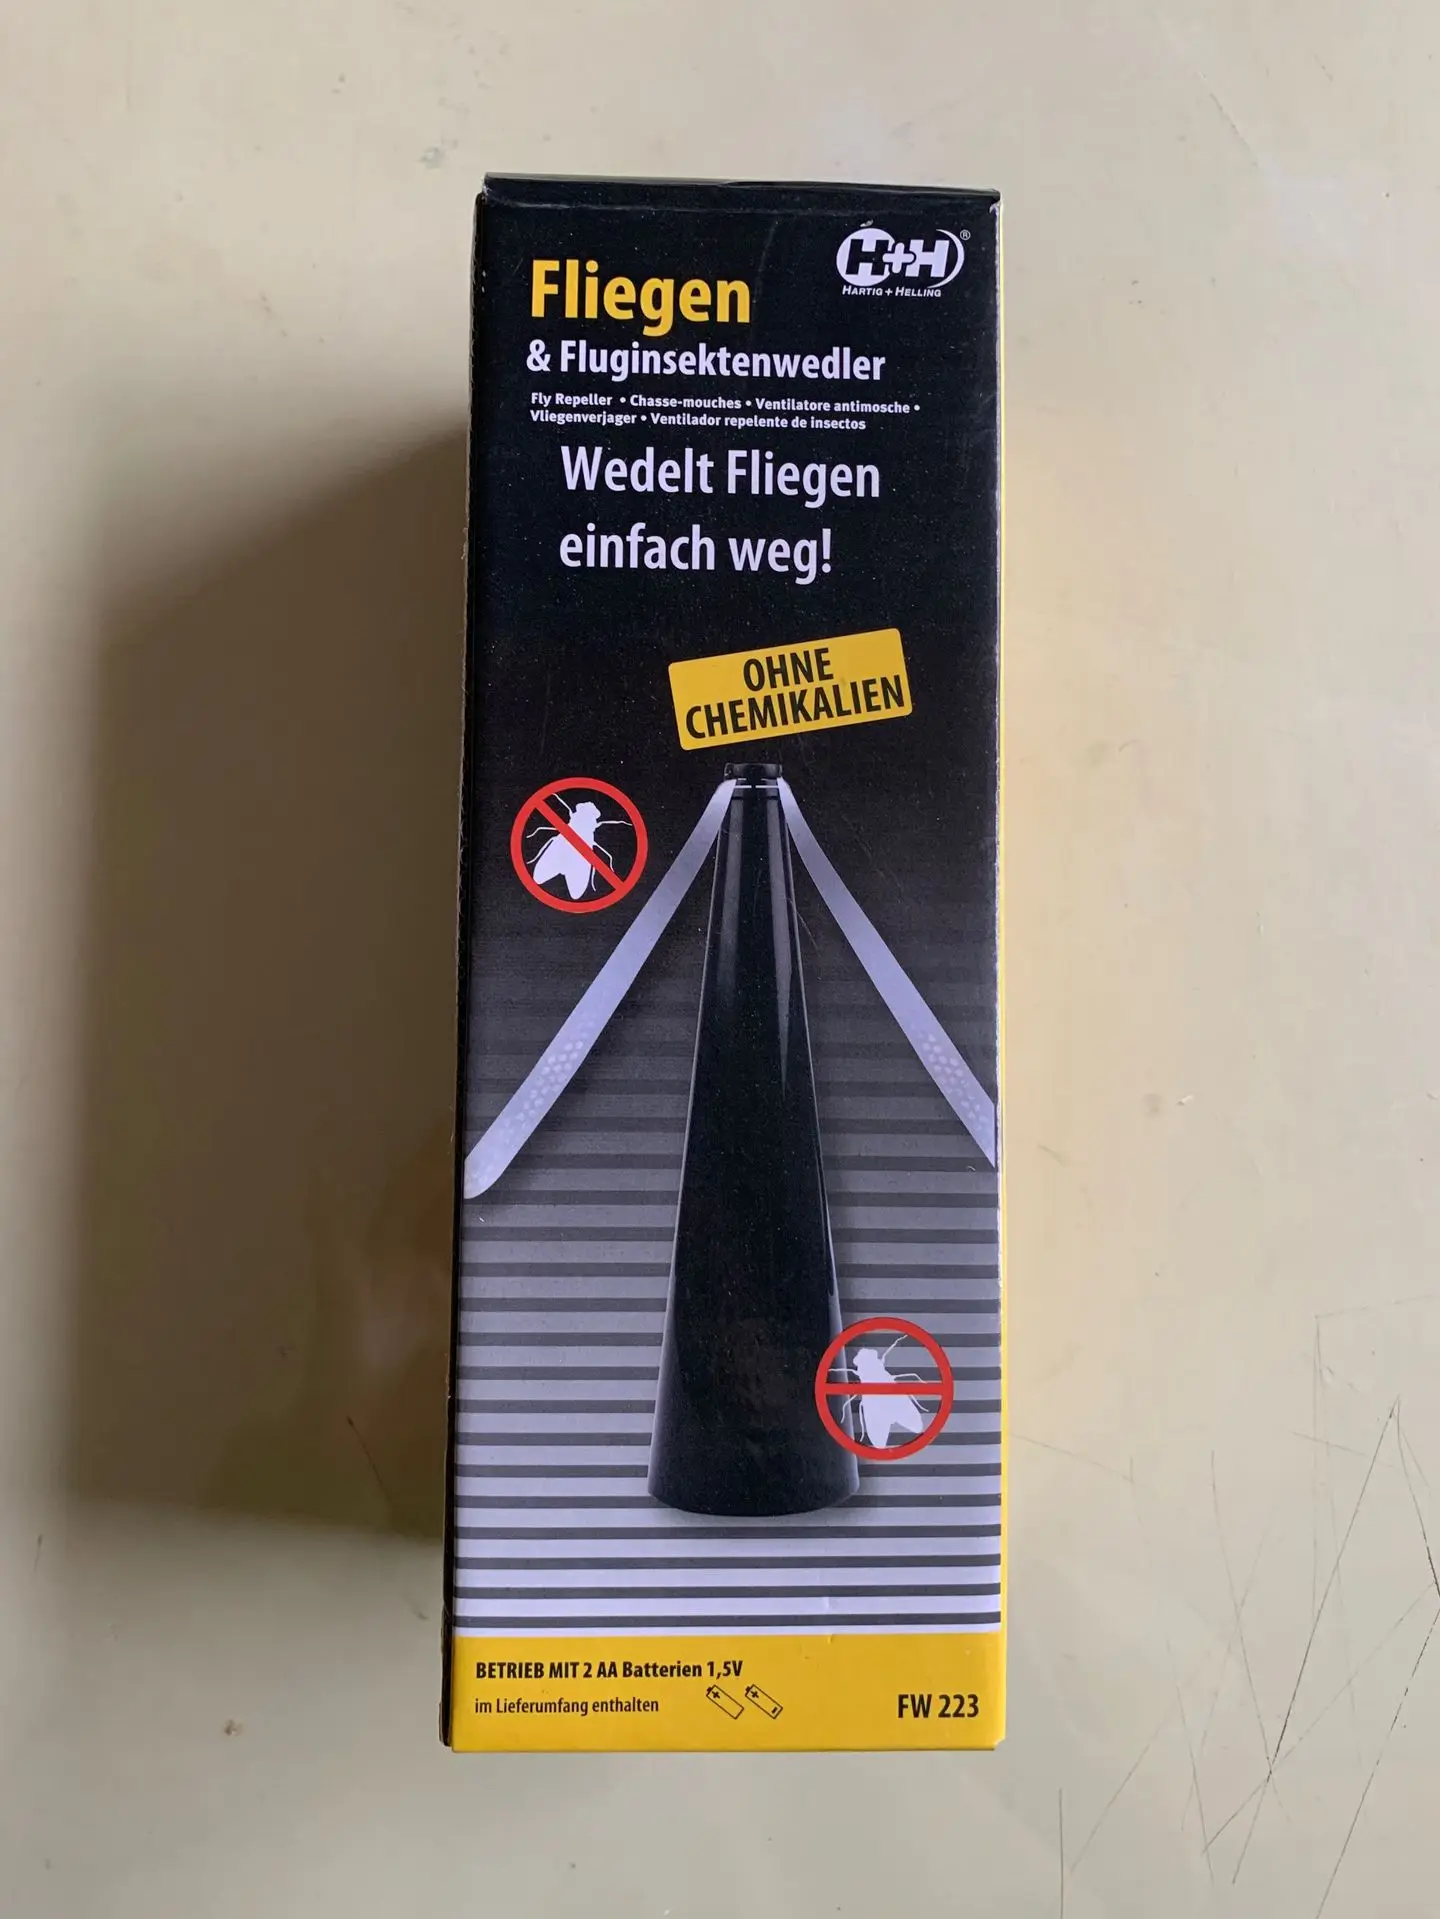 H+H®
HARTIG + HELLING
Fliegen
& Fluginsektenwedler
Fly Repeller • Chasse-mouches • Ventilatore antimosche •
Vliegenverjager • Ventilador repelente de insectos
Wedelt Fliegen
einfach weg!
OHNE
CHEMIKALIEN
BETRIEB MIT 2 AA Batterien 1,5V
im Lieferumfang enthalten
FW 223